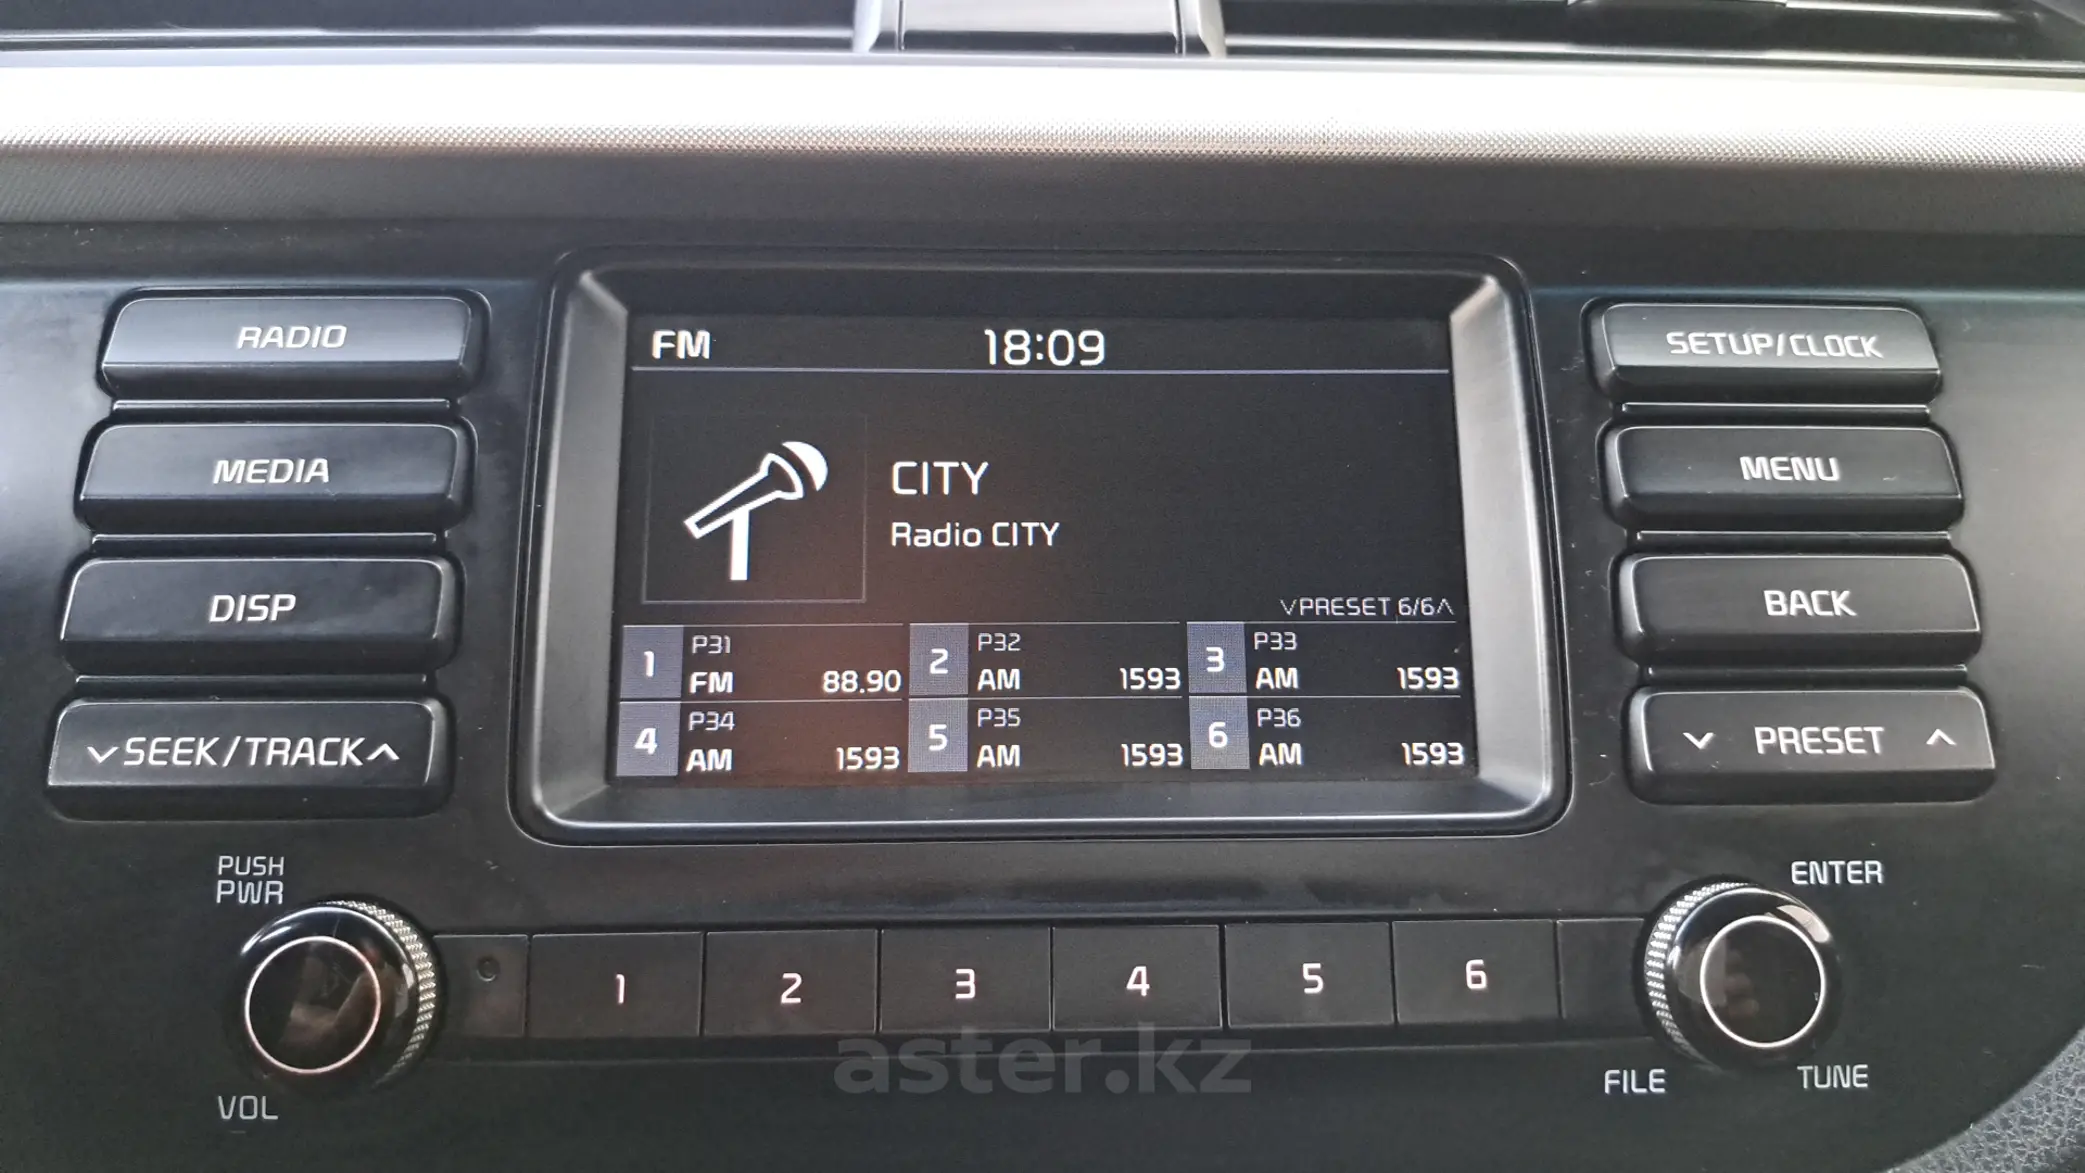 RADIO
MEDIA
DISP
SEEK/TRACK
PUSH
PWR
VOL
FM 18:09
CITY
Radio CITY
PRESET 6/6
1 P31 FM 88.90
2 P32 AM 1593
3 P33 AM 1593
4 P34 AM 1593
5 P35 AM 1593
6 P36 AM 1593
SETUP/CLOCK
MENU
BACK
PRESET
ENTER
1 2 3 4 5 6
FILE
TUNE
aster.kz